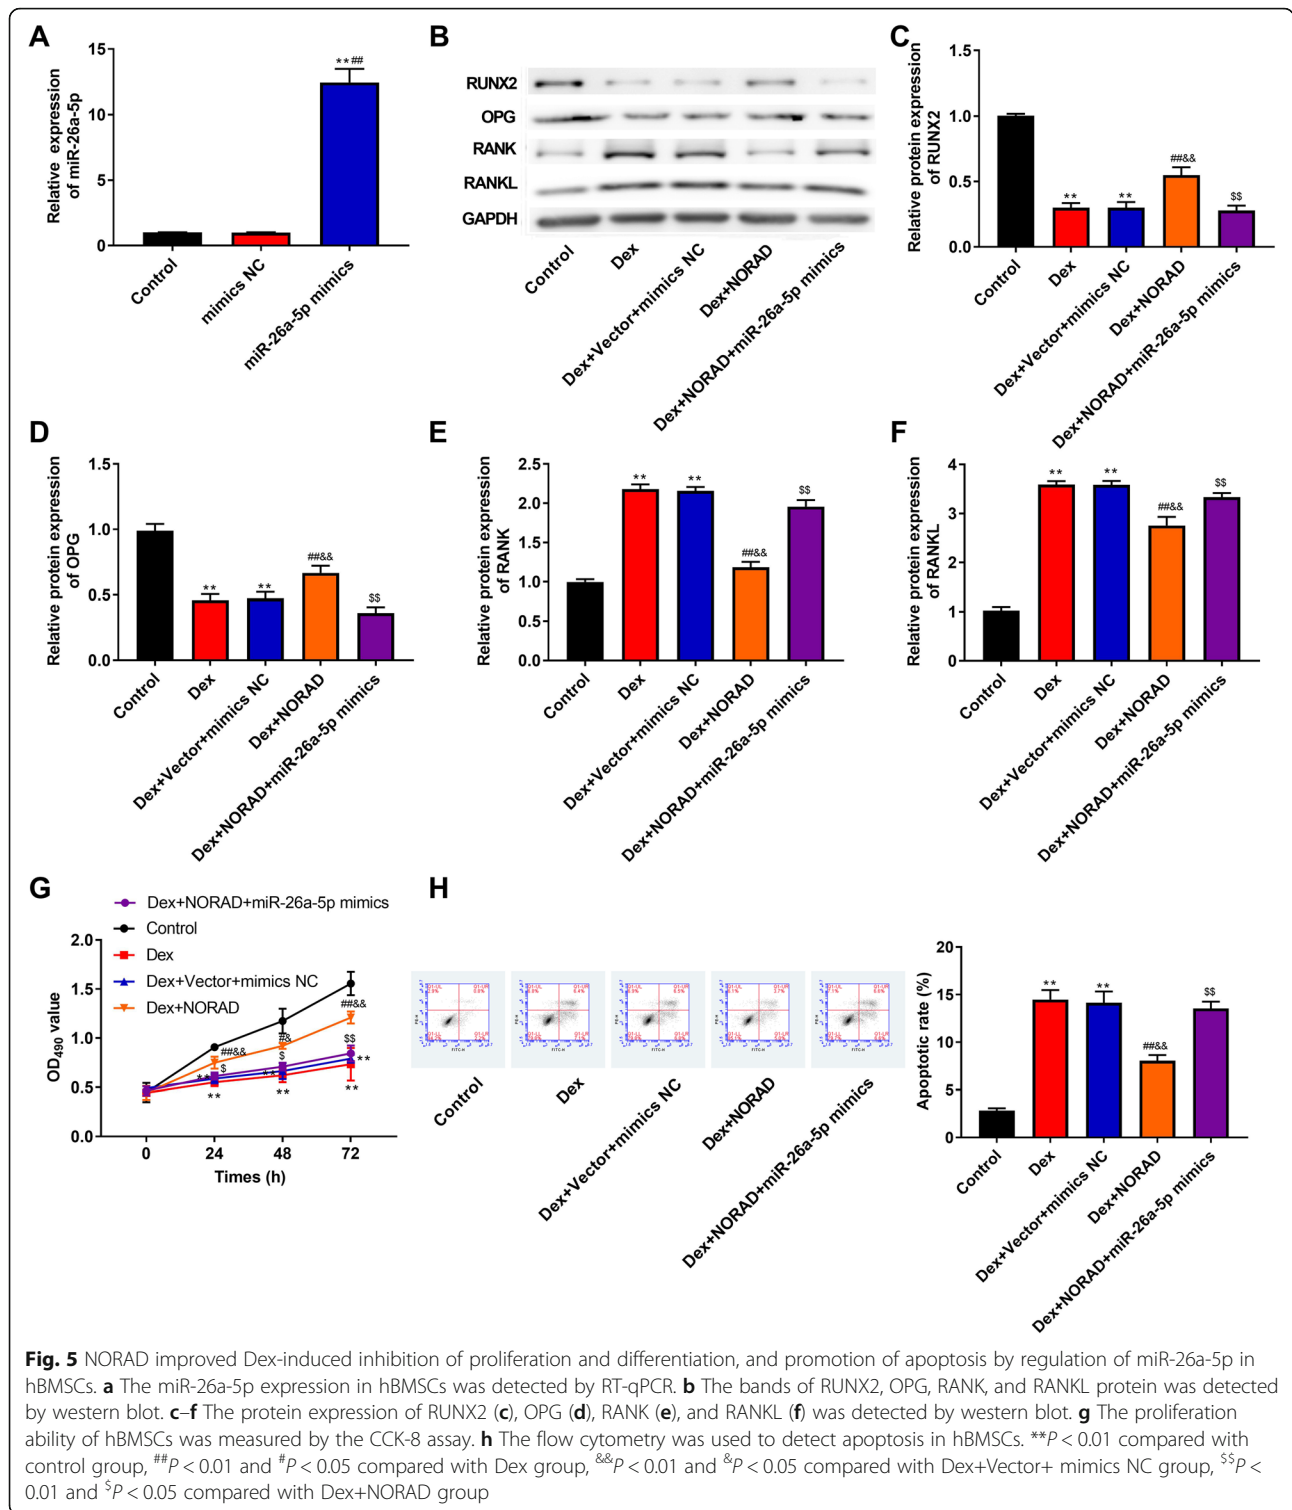 A
Relative expression
of miR-26a-5p
15
10
5
0
**##
Control
mimics NC
miR-26a-5p mimics
B
RUNX2
OPG
RANK
RANKL
GAPDH
Control
Dex
Dex+Vector+mimics NC
Dex+NORAD
Dex+NORAD+miR-26a-5p mimics
C
Relative protein expression
of RUNX2
1.5
1.0
0.5
0.0
**
**
##&&
$$
Control
Dex
Dex+Vector+mimics NC
Dex+NORAD
Dex+NORAD+miR-26a-5p mimics
D
Relative protein expression
of OPG
1.5
1.0
0.5
0.0
**
**
##&&
$$
Control
Dex
Dex+Vector+mimics NC
Dex+NORAD
Dex+NORAD+miR-26a-5p mimics
E
Relative protein expression
of RANK
2.5
2.0
1.5
1.0
0.5
0.0
**
**
##&&
$$
Control
Dex
Dex+Vector+mimics NC
Dex+NORAD
Dex+NORAD+miR-26a-5p mimics
F
Relative protein expression
of RANKL
4
3
2
1
0
**
**
##&&
$$
Control
Dex
Dex+Vector+mimics NC
Dex+NORAD
Dex+NORAD+miR-26a-5p mimics
G
Dex+NORAD+miR-26a-5p mimics
Control
Dex
Dex+Vector+mimics NC
Dex+NORAD
OD490 value
2.0
1.5
1.0
0.5
0.0
##&&
$
**
**
#&
$
**
**
##&&
$$
**
**
0
24
48
72
Times (h)
H
Control
Dex
Dex+Vector+mimics NC
Dex+NORAD
Dex+NORAD+miR-26a-5p mimics
Apoptotic rate (%)
20
15
10
5
0
**
**
##&&
$$
Control
Dex
Dex+Vector+mimics NC
Dex+NORAD
Dex+NORAD+miR-26a-5p mimics
Fig. 5 NORAD improved Dex-induced inhibition of proliferation and differentiation, and promotion of apoptosis by regulation of miR-26a-5p in
hBMSCs. a The miR-26a-5p expression in hBMSCs was detected by RT-qPCR. b The bands of RUNX2, OPG, RANK, and RANKL protein was detected
by western blot. c–f The protein expression of RUNX2 (c), OPG (d), RANK (e), and RANKL (f) was detected by western blot. g The proliferation
ability of hBMSCs was measured by the CCK-8 assay. h The flow cytometry was used to detect apoptosis in hBMSCs. **P < 0.01 compared with
control group, ##P < 0.01 and #P < 0.05 compared with Dex group, &&P < 0.01 and &P < 0.05 compared with Dex+Vector+ mimics NC group, $$P <
0.01 and $P < 0.05 compared with Dex+NORAD group